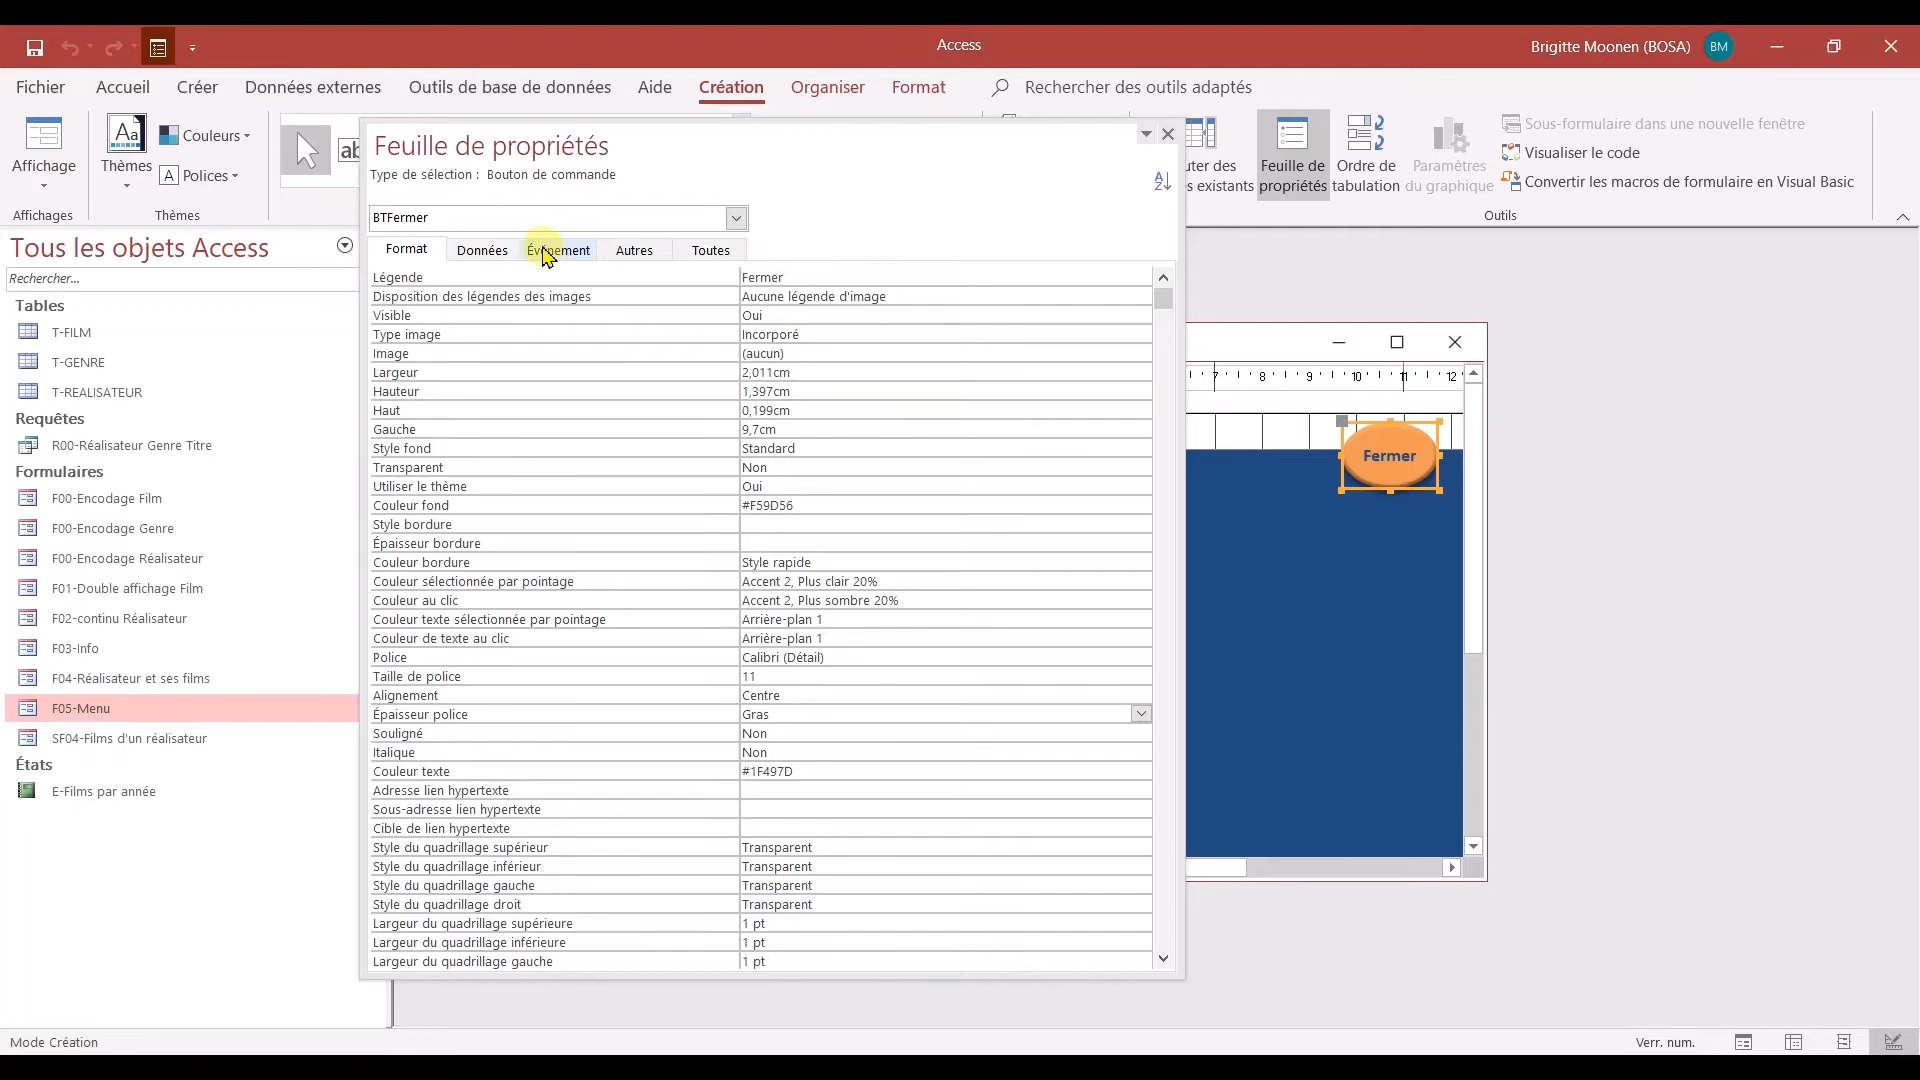 Access
Brigitte Moonen (BOSA)
BM
Fichier
Accueil
Créer
Données externes
Outils de base de données
Aide
Création
Organiser
Format
Rechercher des outils adaptés
Affichage
Affichages
Aa
Thèmes
Couleurs
A Polices
Thèmes
ab
uter des
s existants
Feuille de
propriétés
Ordre de
tabulation
Paramètres
du graphique
Sous-formulaire dans une nouvelle fenêtre
Visualiser le code
Convertir les macros de formulaire en Visual Basic
Outils
Tous les objets Access
Rechercher...
Tables
T-FILM
T-GENRE
T-REALISATEUR
Requêtes
R00-Réalisateur Genre Titre
Formulaires
F00-Encodage Film
F00-Encodage Genre
F00-Encodage Réalisateur
F01-Double affichage Film
F02-continu Réalisateur
F03-Info
F04-Réalisateur et ses films
F05-Menu
SF04-Films d'un réalisateur
États
E-Films par année
Feuille de propriétés
Type de sélection : Bouton de commande
AZ
BTFermer
Format
Données
Événement
Autres
Toutes
Légende Fermer
Disposition des légendes des images Aucune légende d'image
Visible Oui
Type image Incorporé
Image (aucun)
Largeur 2,011cm
Hauteur 1,397cm
Haut 0,199cm
Gauche 9,7cm
Style fond Standard
Transparent Non
Utiliser le thème Oui
Couleur fond #F59D56
Style bordure
Épaisseur bordure
Couleur bordure Style rapide
Couleur sélectionnée par pointage Accent 2, Plus clair 20%
Couleur au clic Accent 2, Plus sombre 20%
Couleur texte sélectionnée par pointage Arrière-plan 1
Couleur de texte au clic Arrière-plan 1
Police Calibri (Détail)
Taille de police 11
Alignement Centre
Épaisseur police Gras
Souligné Non
Italique Non
Couleur texte #1F497D
Adresse lien hypertexte
Sous-adresse lien hypertexte
Cible de lien hypertexte
Style du quadrillage supérieur Transparent
Style du quadrillage inférieur Transparent
Style du quadrillage gauche Transparent
Style du quadrillage droit Transparent
Largeur du quadrillage supérieure 1 pt
Largeur du quadrillage inférieure 1 pt
Largeur du quadrillage gauche 1 pt
7 8 9 10 11 12
Fermer
Mode Création
Verr. num.